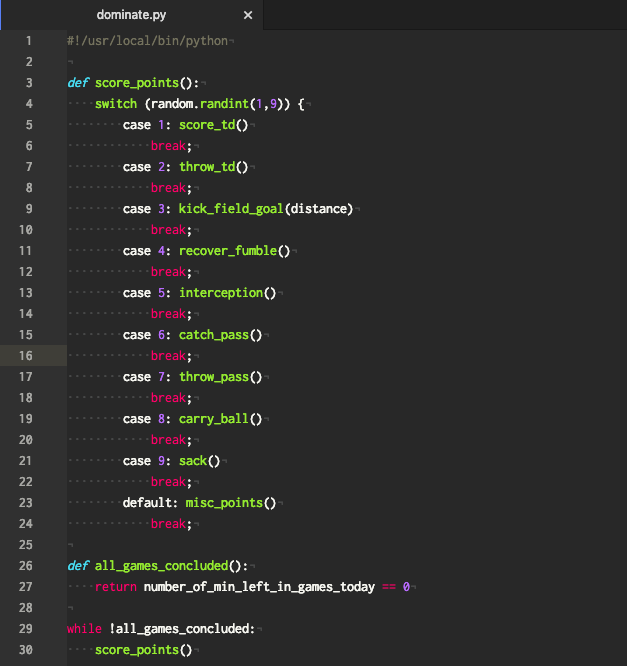 dominate.py ×
1 #!/usr/local/bin/python¬
2 ¬
3 def score_points():¬
4 ····switch (random.randint(1,9)) {¬
5 ········case 1: score_td()¬
6 ············break;¬
7 ········case 2: throw_td()¬
8 ············break;¬
9 ········case 3: kick_field_goal(distance)¬
10 ············break;¬
11 ········case 4: recover_fumble()¬
12 ············break;¬
13 ········case 5: interception()¬
14 ············break;¬
15 ········case 6: catch_pass()¬
16 ············break;¬
17 ········case 7: throw_pass()¬
18 ············break;¬
19 ········case 8: carry_ball()¬
20 ············break;¬
21 ········case 9: sack()¬
22 ············break;¬
23 ········default: misc_points()¬
24 ············break;¬
25 ¬
26 def all_games_concluded():¬
27 ····return number_of_min_left_in_games_today == 0¬
28 ¬
29 while !all_games_concluded:¬
30 ····score_points()¬